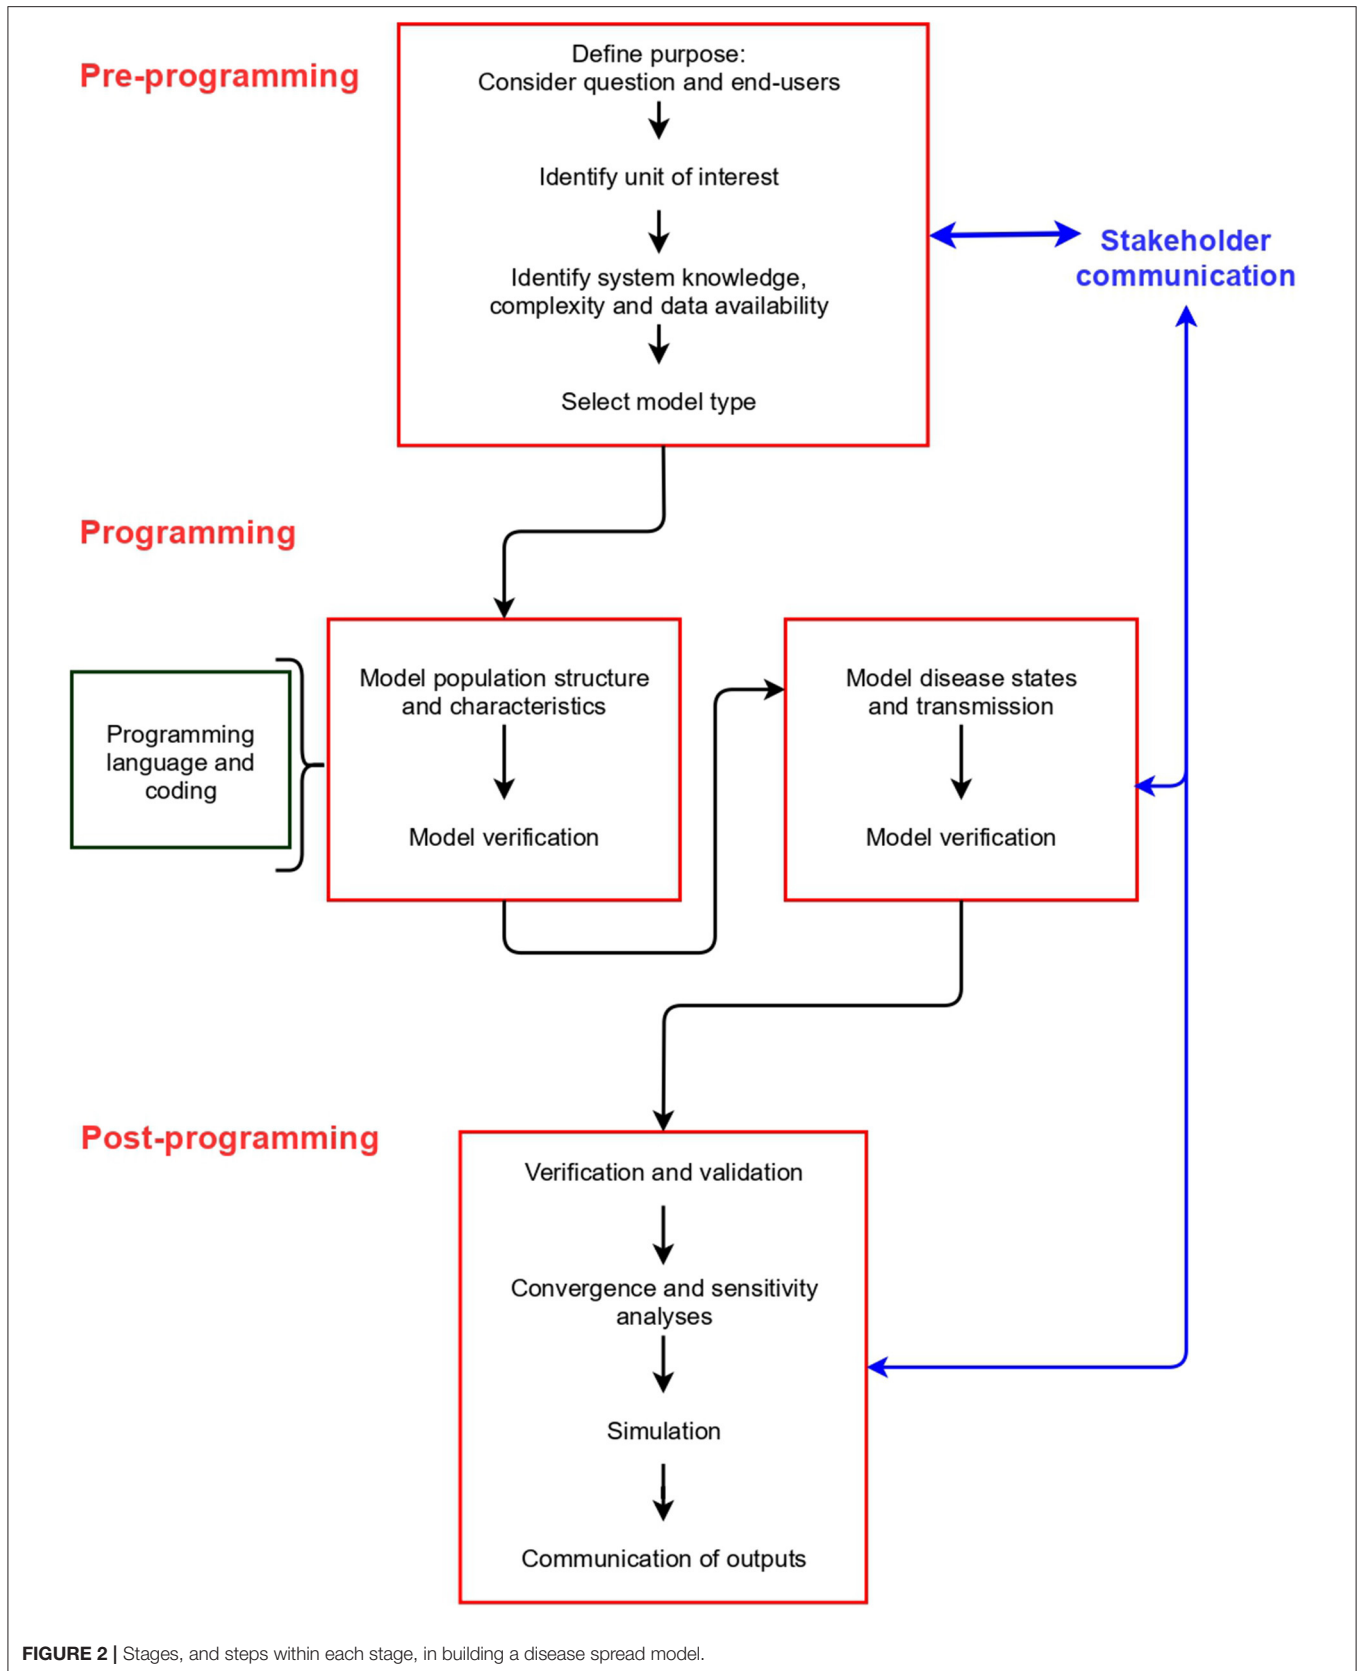 Pre-programming
Define purpose:
Consider question and end-users
Identify unit of interest
Identify system knowledge,
complexity and data availability
Select model type
Stakeholder
communication
Programming
Programming
language and
coding
Model population structure
and characteristics
Model verification
Model disease states
and transmission
Model verification
Post-programming
Verification and validation
Convergence and sensitivity
analyses
Simulation
Communication of outputs
FIGURE 2 | Stages, and steps within each stage, in building a disease spread model.